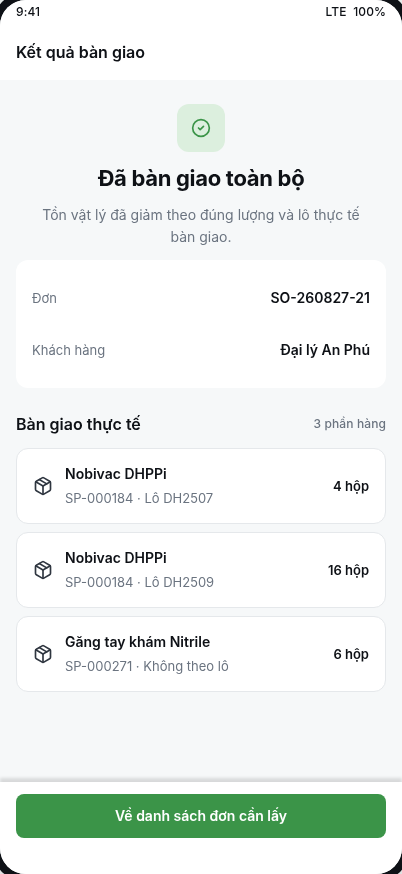 9:41
LTE 100%
Kết quả bàn giao
Đã bàn giao toàn bộ
Tồn vật lý đã giảm theo đúng lượng và lô thực tế
bàn giao.
Đơn
SO-260827-21
Khách hàng
Đại lý An Phú
Bàn giao thực tế
3 phần hàng
Nobivac DHPPi
SP-000184 · Lô DH2507
4 hộp
Nobivac DHPPi
SP-000184 · Lô DH2509
16 hộp
Găng tay khám Nitrile
SP-000271 · Không theo lô
6 hộp
Về danh sách đơn cần lấy